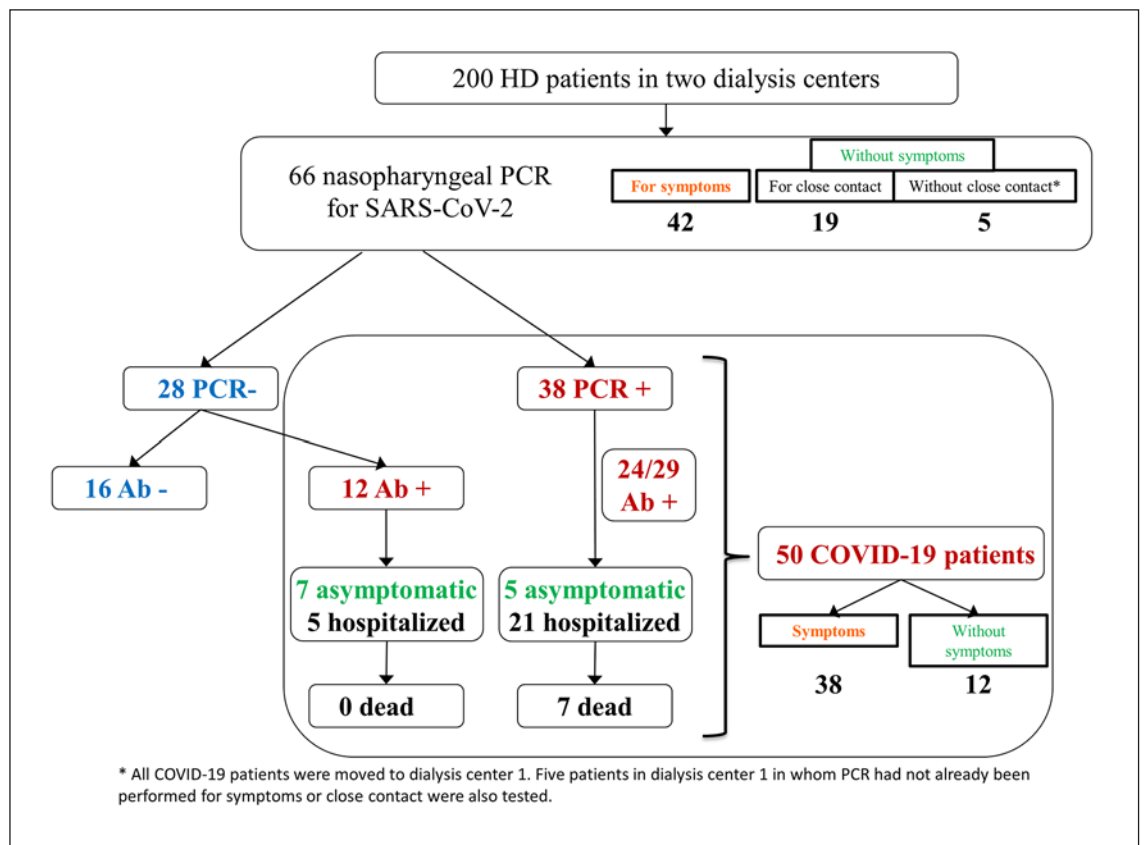 200 HD patients in two dialysis centers
66 nasopharyngeal PCR
for SARS-CoV-2
Without symptoms
For symptoms
For close contact
Without close contact*
42
19
5
28 PCR-
38 PCR +
16 Ab -
12 Ab +
24/29
Ab +
7 asymptomatic
5 hospitalized
5 asymptomatic
21 hospitalized
0 dead
7 dead
50 COVID-19 patients
Symptoms
Without
symptoms
38
12
* All COVID-19 patients were moved to dialysis center 1. Five patients in dialysis center 1 in whom PCR had not already been
performed for symptoms or close contact were also tested.